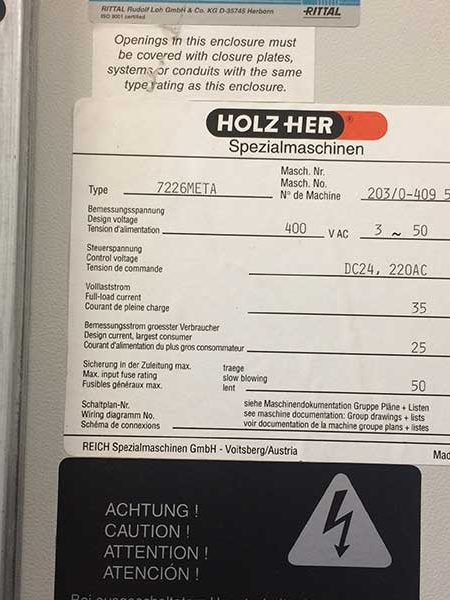 RITTAL Rudolf Loh GmbH & Co. KG D-35745 Herborn
ISO 9001 certified
RITTAL
Openings in this enclosure must
be covered with closure plates,
systems or conduits with the same
type rating as this enclosure.
HOLZ-HER ®
Spezialmaschinen
Type 7226META
Masch. Nr.
Masch. No.
N° de Machine 203/0-409 5
Bemessungsspannung
Design voltage
Tension d'alimentation 400 V AC 3 ~ 50
Steuerspannung
Control voltage
Tension de commande DC24, 220AC
Vollaststrom
Full-load current
Courant de pleine charge 35
Bemessungsstrom groesster Verbraucher
Design current, largest consumer
Courant d'alimentation du plus gros consommateur 25
Sicherung in der Zuleitung max. traege
Max. input fuse rating slow blowing
Fusibles généraux max. lent 50
Schaltplan-Nr. siehe Maschinendokumentation Gruppe Pläne + Listen
Wiring diagramm No. see machine documentation: Group drawings + lists
Schéma de connexions voir documentation de la machine groupe plans + listes
REICH Spezialmaschinen GmbH - Voitsberg/Austria Mad
ACHTUNG !
CAUTION !
ATTENTION !
ATENCIÓN !